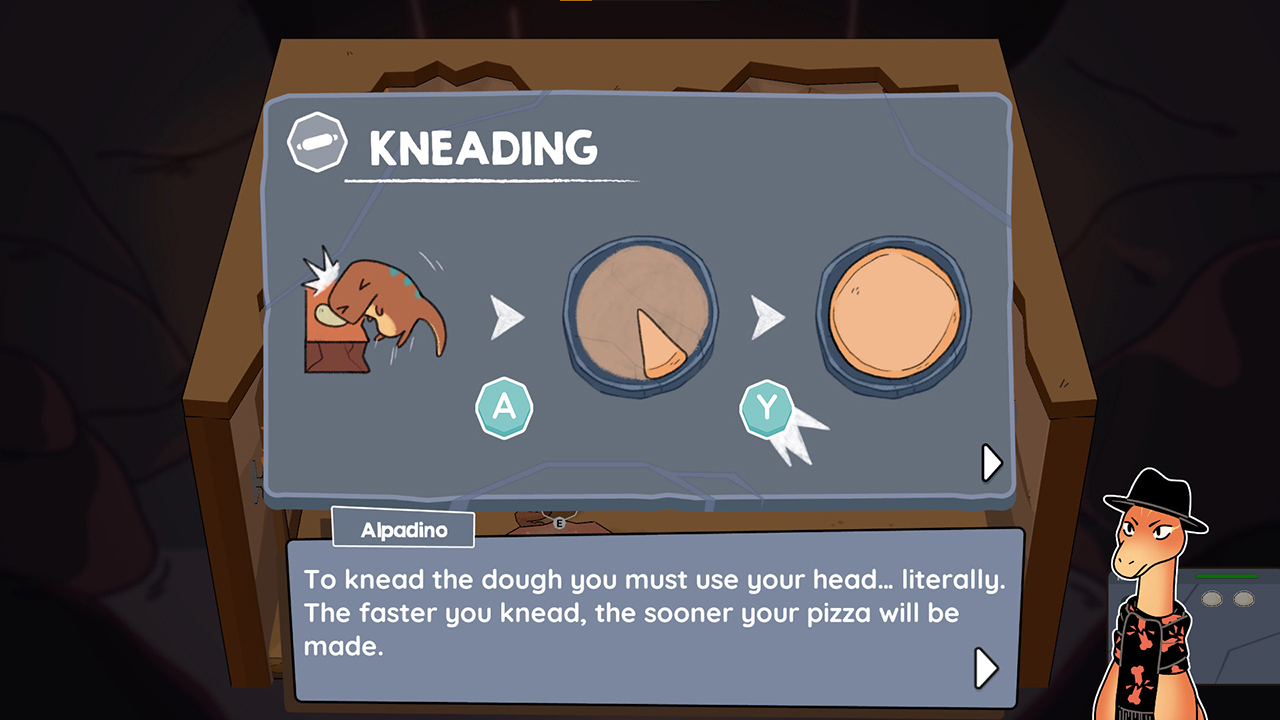 KNEADING
A
Y
E
Alpadino
To knead the dough you must use your head... literally.
The faster you knead, the sooner your pizza will be
made.